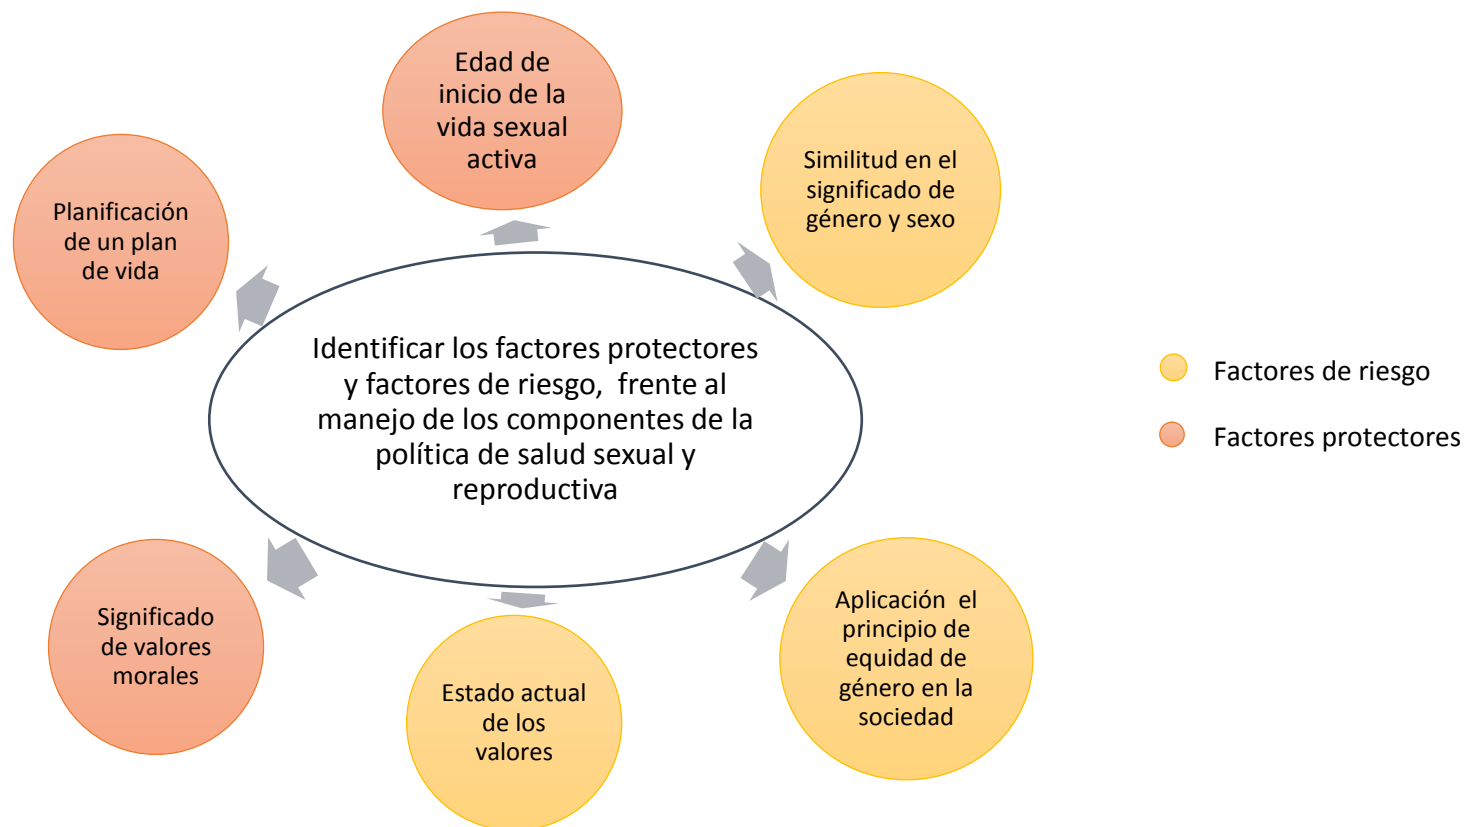 Edad de
inicio de la
vida sexual
activa
Similitud en el
significado de
género y sexo
Planificación
de un plan
de vida
Identificar los factores protectores
y factores de riesgo, frente al
manejo de los componentes de la
política de salud sexual y
reproductiva
Factores de riesgo
Factores protectores
Significado
de valores
morales
Estado actual
de los
valores
Aplicación el
principio de
equidad de
género en la
sociedad